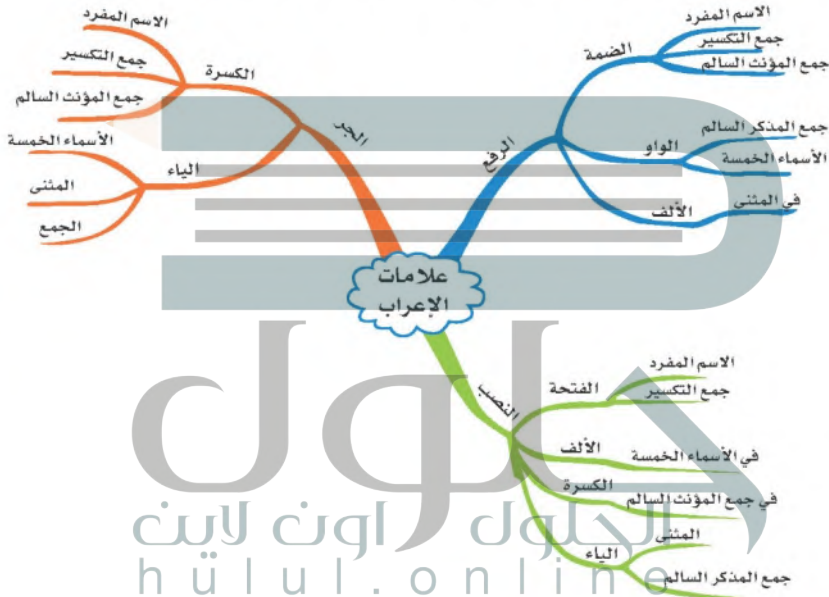 علامات
الإعراب
الرفع
الضمة
الاسم المفرد
جمع التكسير
جمع المؤنث السالم
الواو
جمع المذكر السالم
الأسماء الخمسة
الألف
في المثنى
الجر
الكسرة
الاسم المفرد
جمع التكسير
جمع المؤنث السالم
الياء
الأسماء الخمسة
المثنى
الجمع
النصب
الفتحة
الاسم المفرد
جمع التكسير
الألف
في الأسماء الخمسة
الكسرة
في جمع المؤنث السالم
الياء
المثنى
جمع المذكر السالم
حلول
الحلول اون لاين
hulul.online